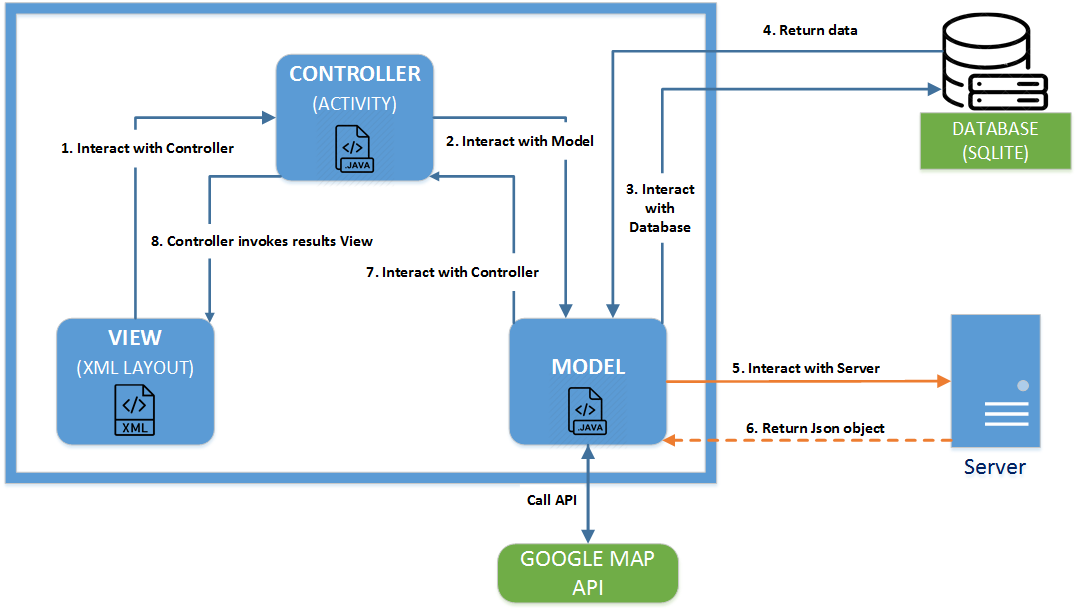 4. Return data
CONTROLLER
(ACTIVITY)
</>
.JAVA
DATABASE
(SQLITE)
1. Interact with Controller
2. Interact with Model
3. Interact
with
Database
8. Controller invokes results View
7. Interact with Controller
VIEW
(XML LAYOUT)
</>
XML
MODEL
</>
.JAVA
5. Interact with Server
6. Return Json object
Server
Call API
GOOGLE MAP
API